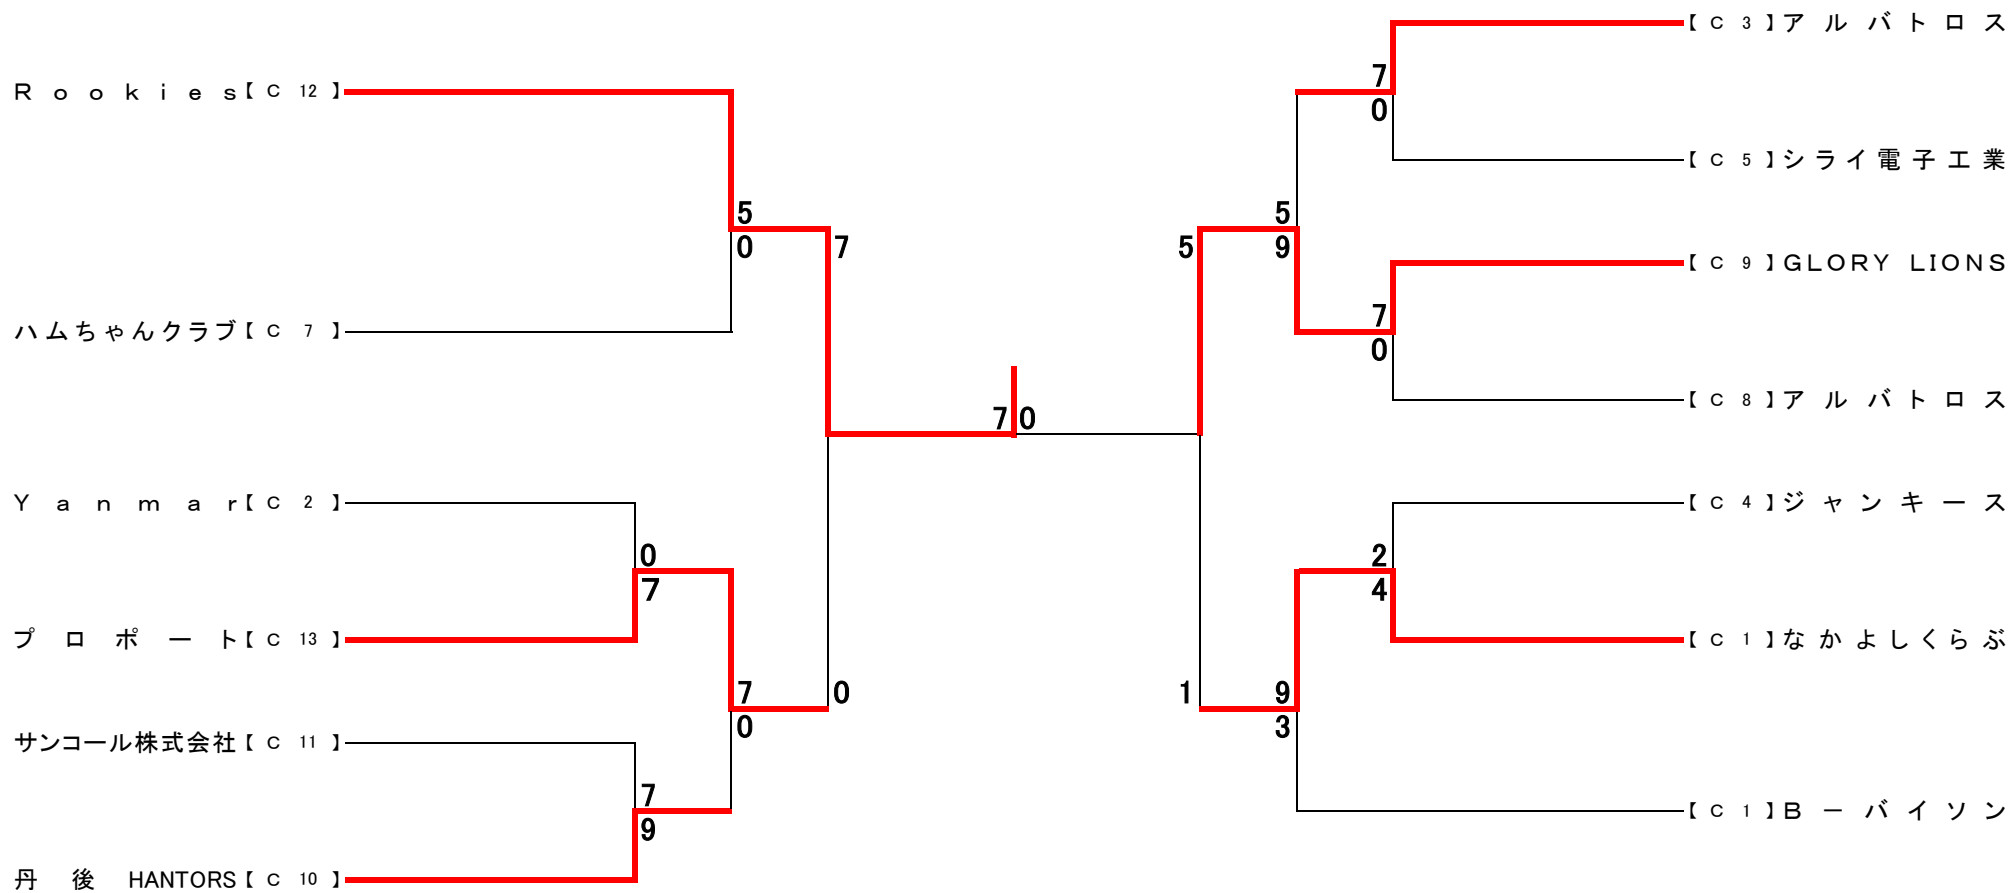 【 C 3 】アルバトロス
Rookies【 C 12 】
7
0
【 C 5 】シライ電子工業
5
0
7
5
5
9
【 C 9 】GLORY LIONS
ハムちゃんクラブ【 C 7 】
7
0
【 C 8 】アルバトロス
7 0
Yanmar【 C 2 】
【 C 4 】ジャンキース
0
7
2
4
プロポート【 C 13 】
【 C 1 】なかよしくらぶ
7
0
0
1
9
3
サンコール株式会社【 C 11 】
7
9
【 C 1 】B－バイソン
丹後 HANTORS【 C 10 】